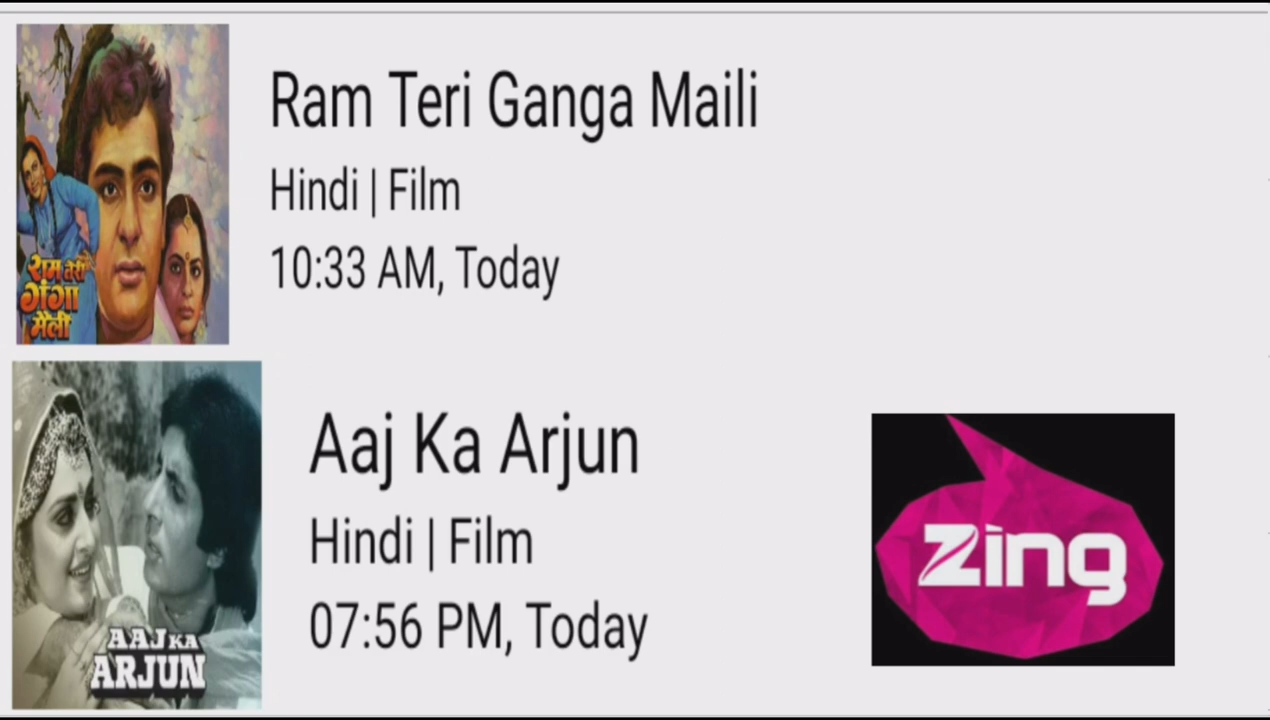 Ram Teri Ganga Maili
Hindi | Film
10:33 AM, Today
राम तेरी
गंगा
मैली
Aaj Ka Arjun
Hindi | Film
07:56 PM, Today
AAJ KA
ARJUN
Zing